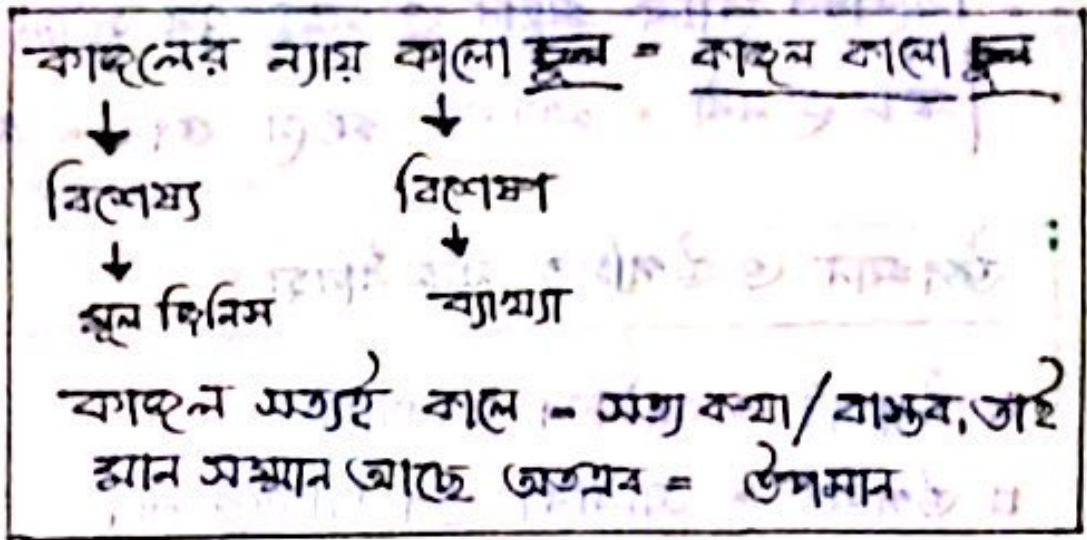 কাজলের ন্যায় কালো চুল = কাজল কালো চুল
বিশেষ্য বিশেষণ
মূল জিনিস ব্যাখ্যা
কাজল সত্যই কালো = সত্য কথা/বাস্তব, তাই
মান সম্মান আছে অতএব = উপমান